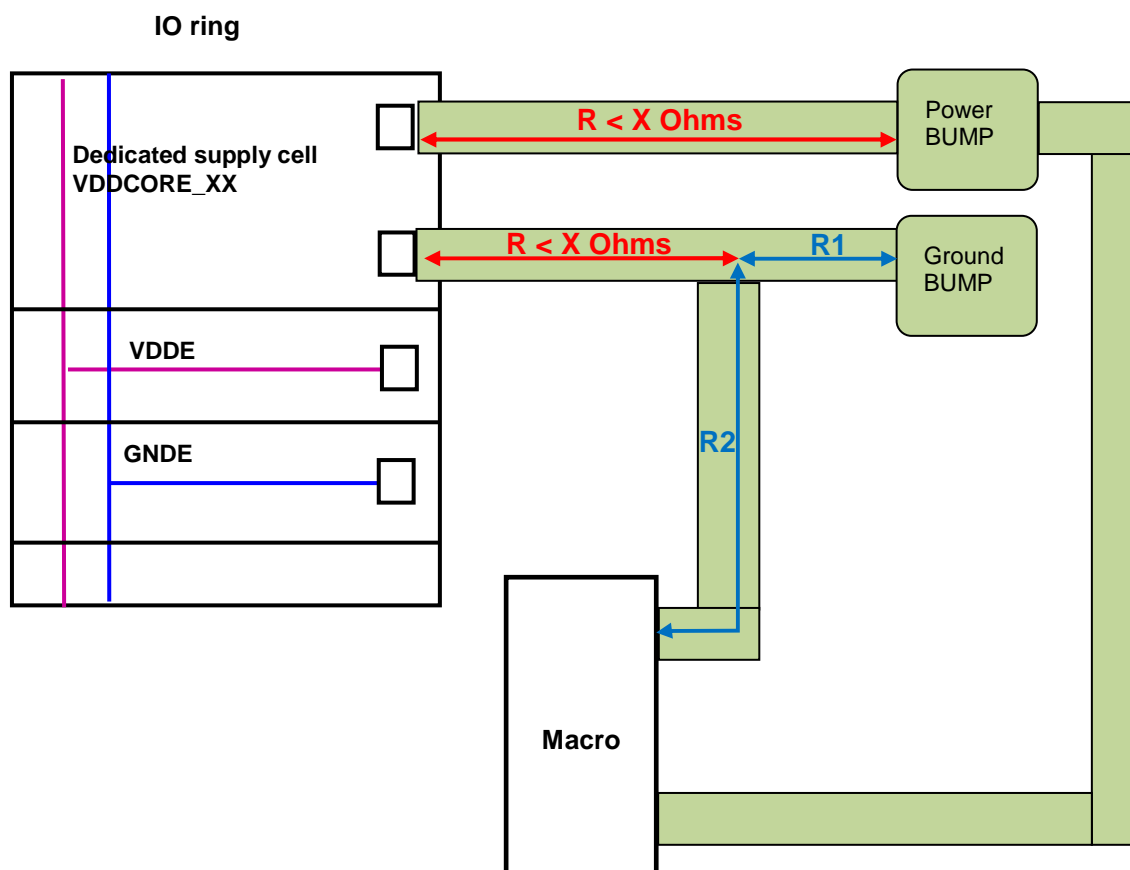 IO ring
R < X Ohms
Power
BUMP
Dedicated supply cell
VDDCORE_XX
R < X Ohms
R1
Ground
BUMP
VDDE
GNDE
R2
Macro